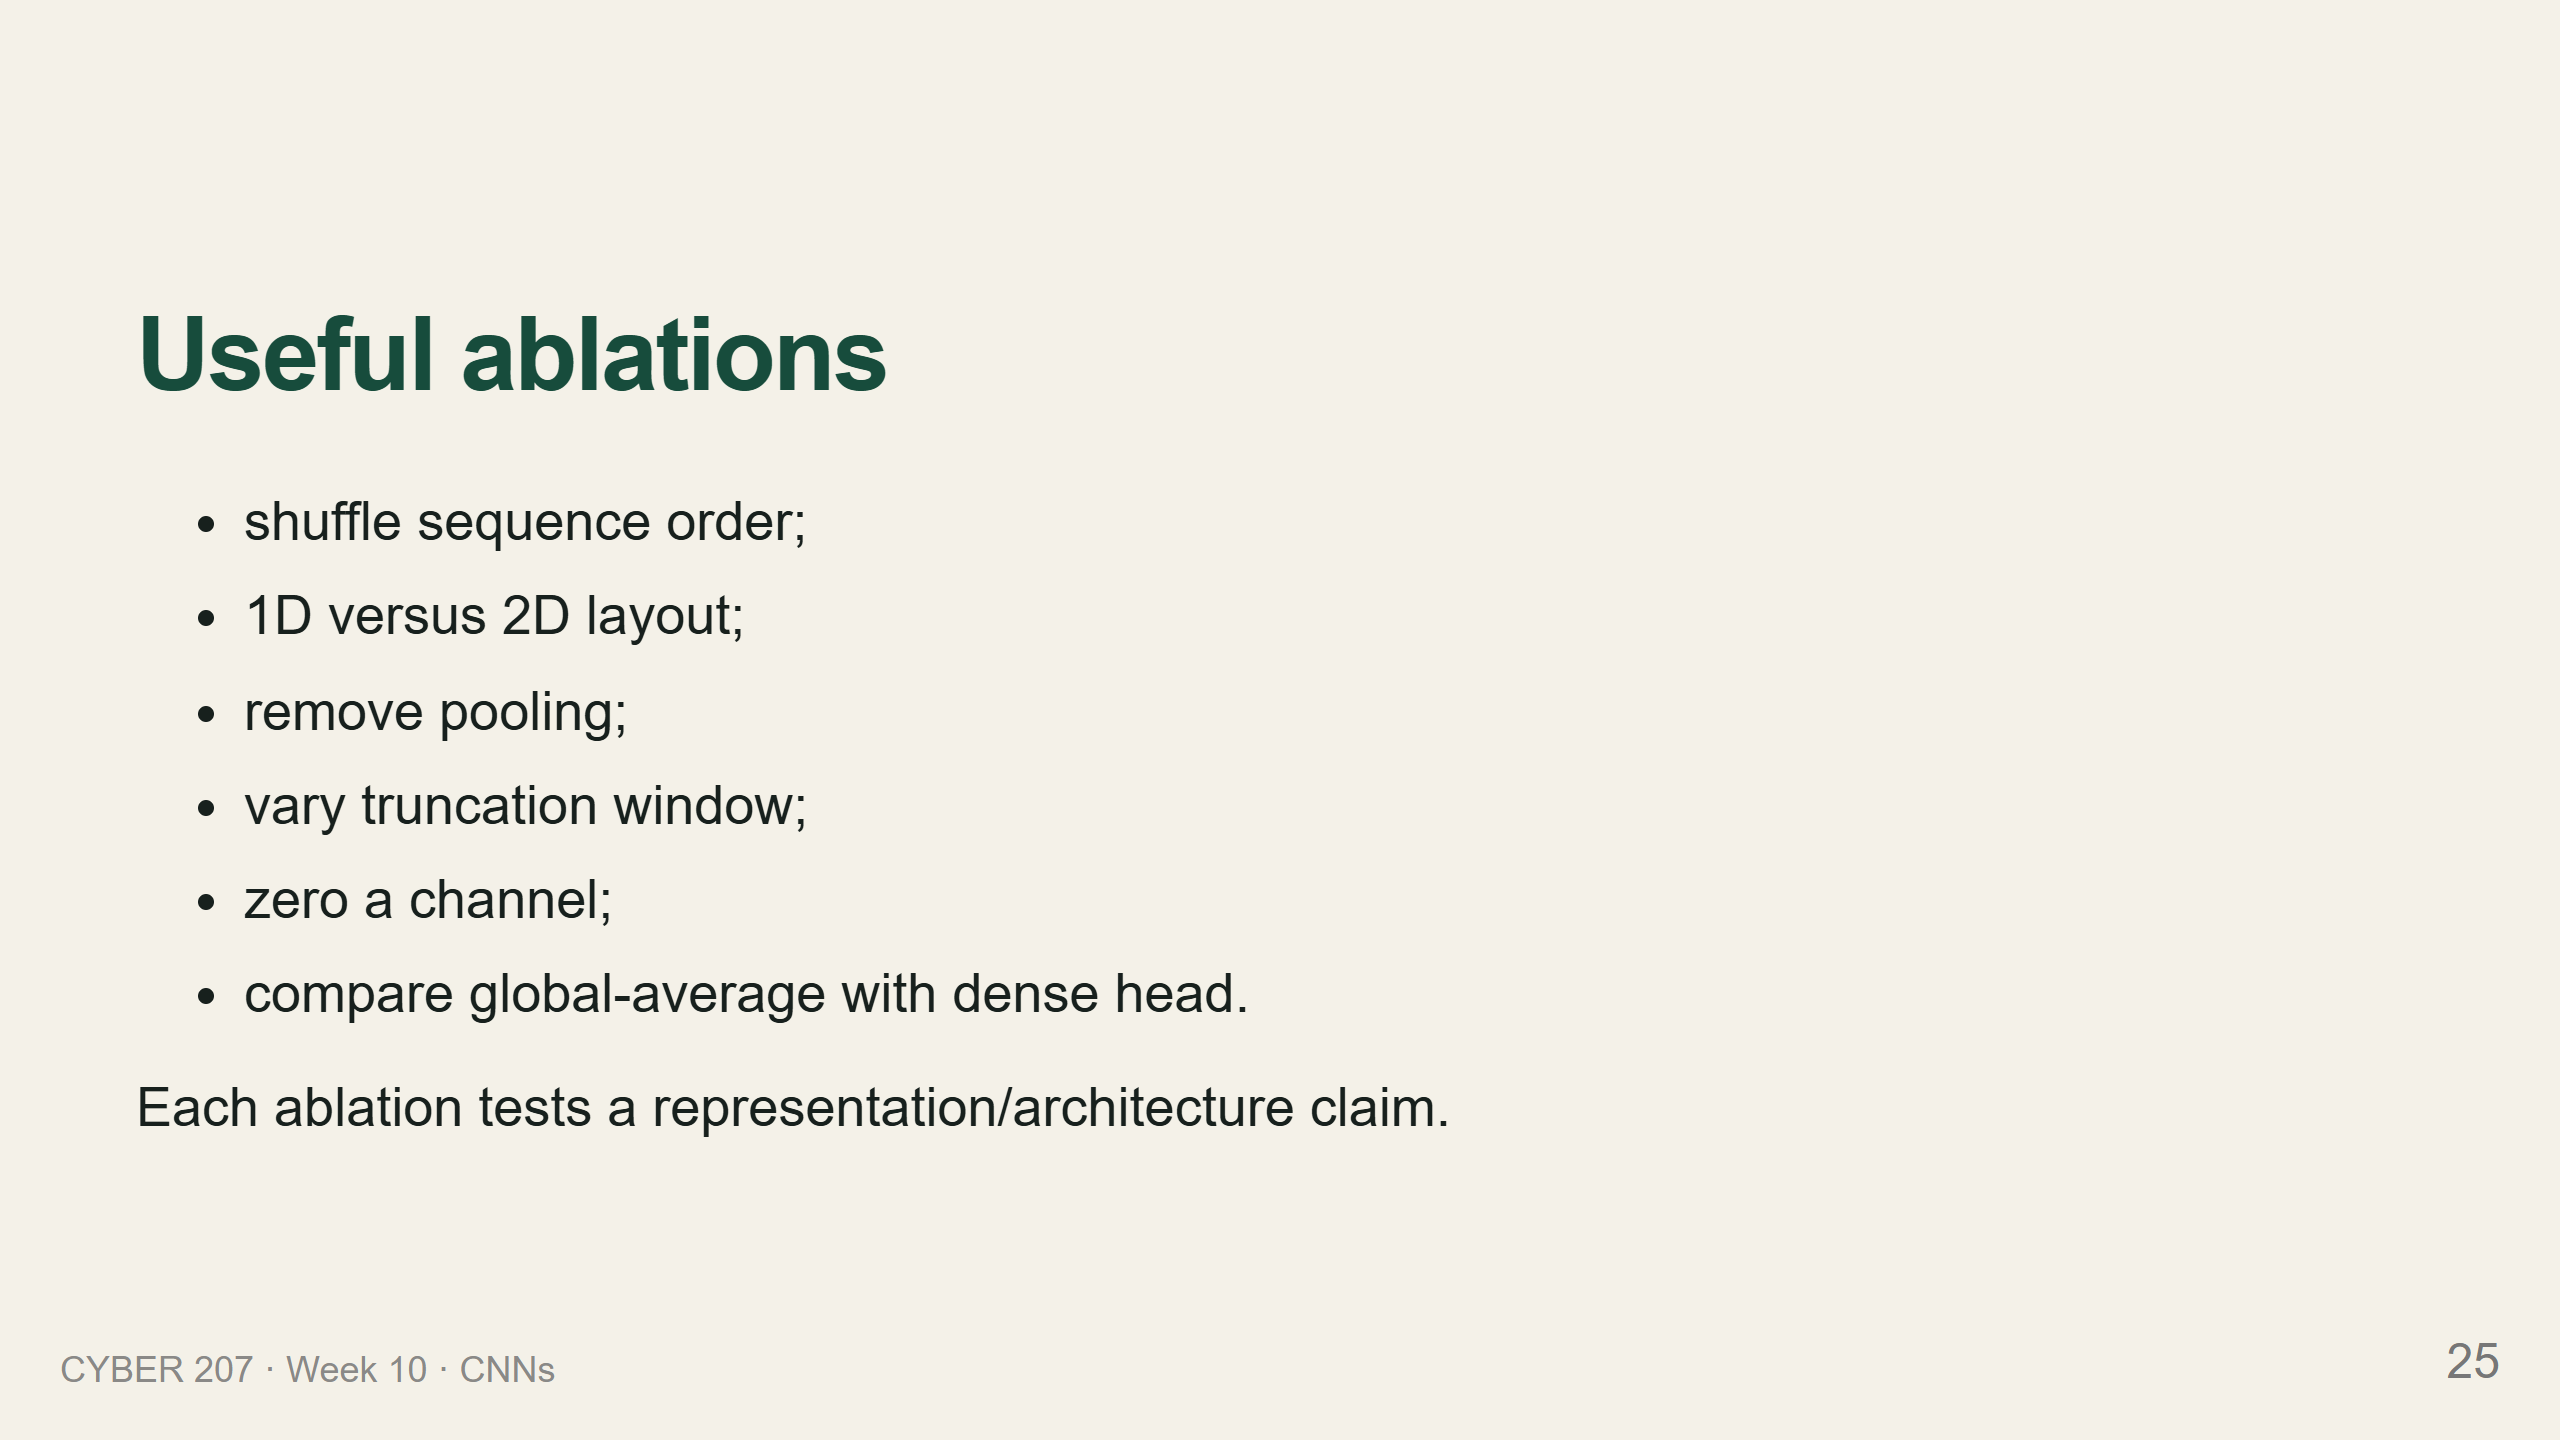 Useful ablations
• shuffle sequence order;
• 1D versus 2D layout;
• remove pooling;
• vary truncation window;
• zero a channel;
• compare global-average with dense head.
Each ablation tests a representation/architecture claim.
CYBER 207 · Week 10 · CNNs
25